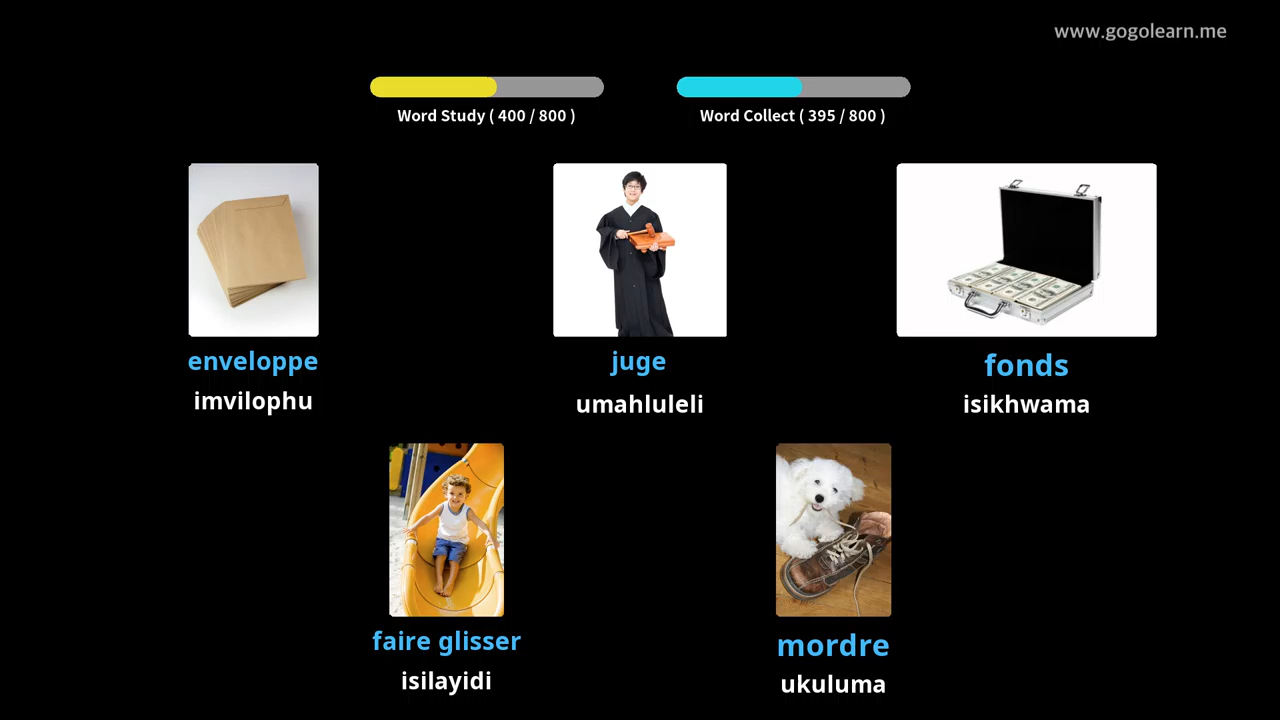 www.gogolearn.me
Word Study ( 400 / 800 )
Word Collect ( 395 / 800 )
enveloppe
imvilophu
juge
umahluleli
fonds
isikhwama
faire glisser
isilayidi
mordre
ukuluma